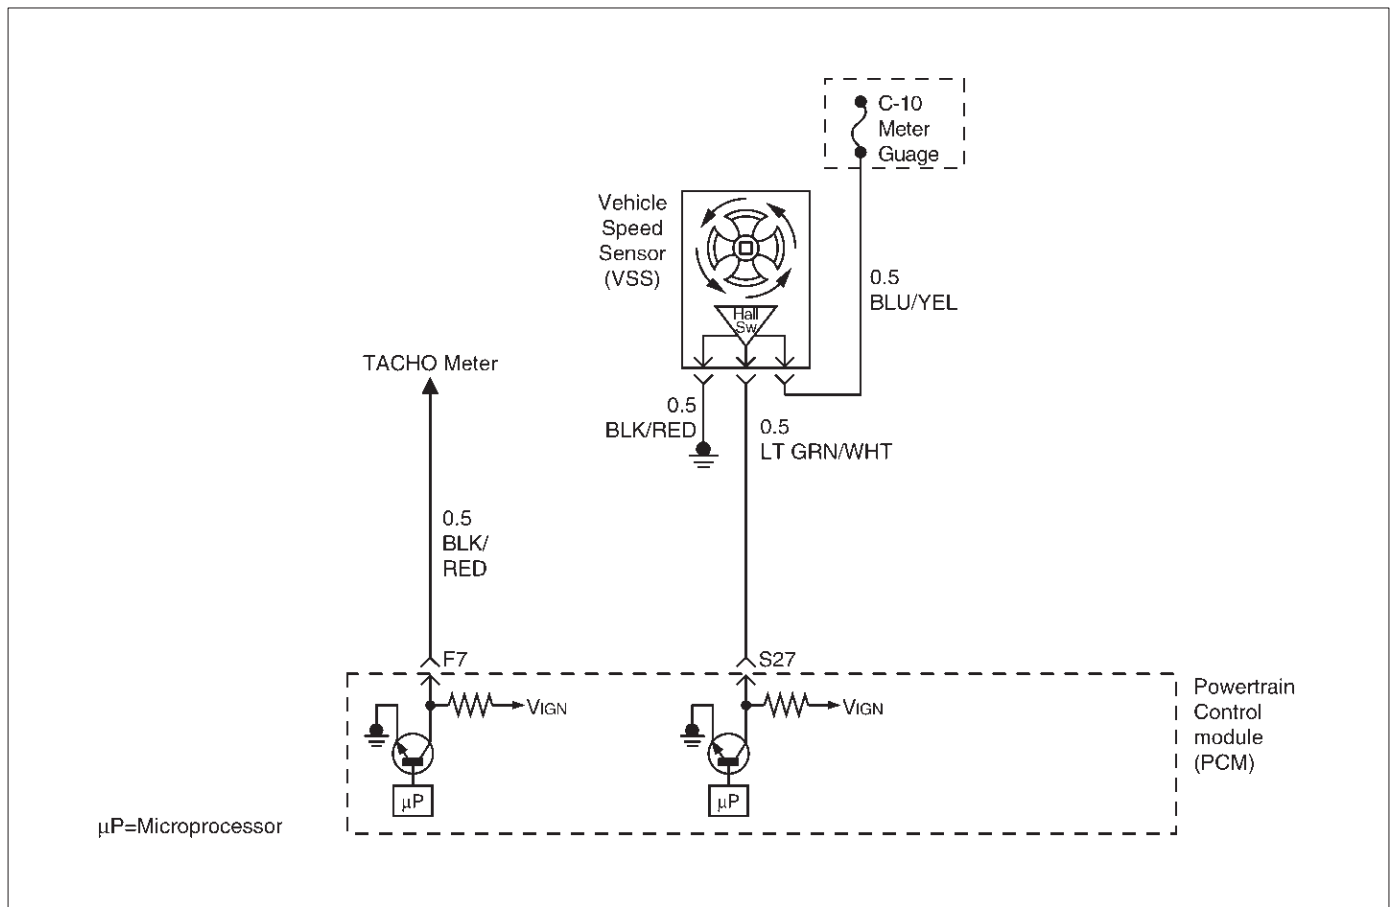 C-10
Meter
Guage
Vehicle
Speed
Sensor
(VSS)
0.5
BLU/YEL
Hall
Sw
TACHO Meter
0.5
BLK/RED
0.5
LT GRN/WHT
0.5
BLK/
RED
F7
S27
VIGN
VIGN
Powertrain
Control
module
(PCM)
μP
μP
μP=Microprocessor